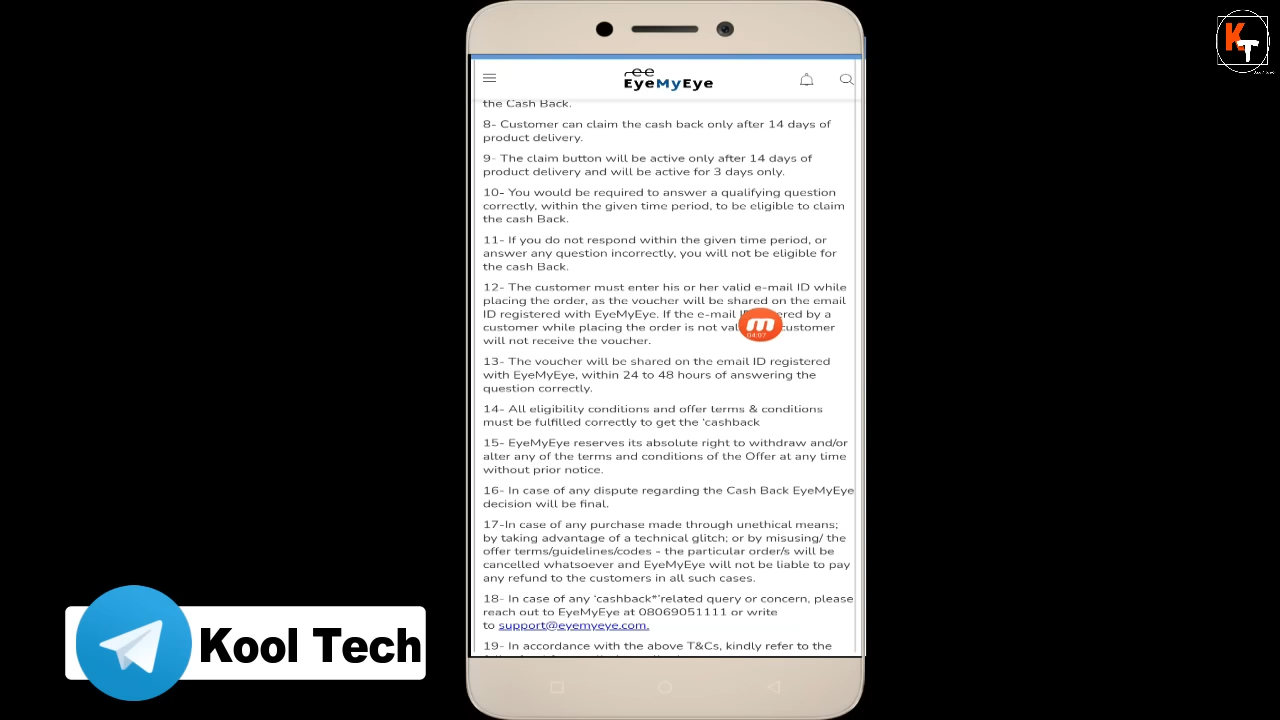 KT
ee
EyeMyEye
the Cash Back.
8- Customer can claim the cash back only after 14 days of
product delivery.
9- The claim button will be active only after 14 days of
product delivery and will be active for 3 days only.
10- You would be required to answer a qualifying question
correctly, within the given time period, to be eligible to claim
the cash Back.
11- If you do not respond within the given time period, or
answer any question incorrectly, you will not be eligible for
the cash Back.
12- The customer must enter his or her valid e-mail ID while
placing the order, as the voucher will be shared on the email
ID registered with EyeMyEye. If the e-mail by a
customer while placing the order is not customer
will not receive the voucher.
m
04:07
13- The voucher will be shared on the email ID registered
with EyeMyEye, within 24 to 48 hours of answering the
question correctly.
14- All eligibility conditions and offer terms & conditions
must be fulfilled correctly to get the 'cashback
15- EyeMyEye reserves its absolute right to withdraw and/or
alter any of the terms and conditions of the Offer at any time
without prior notice.
16- In case of any dispute regarding the Cash Back EyeMyEye
decision will be final.
17-In case of any purchase made through unethical means;
by taking advantage of a technical glitch; or by misusing/ the
offer terms/guidelines/codes - the particular order/s will be
cancelled whatsoever and EyeMyEye will not be liable to pay
any refund to the customers in all such cases.
18- In case of any 'cashback*'related query or concern, please
reach out to EyeMyEye at 08069051111 or write
to support@eyemyeye.com.
19- In accordance with the above T&Cs, kindly refer to the
Kool Tech